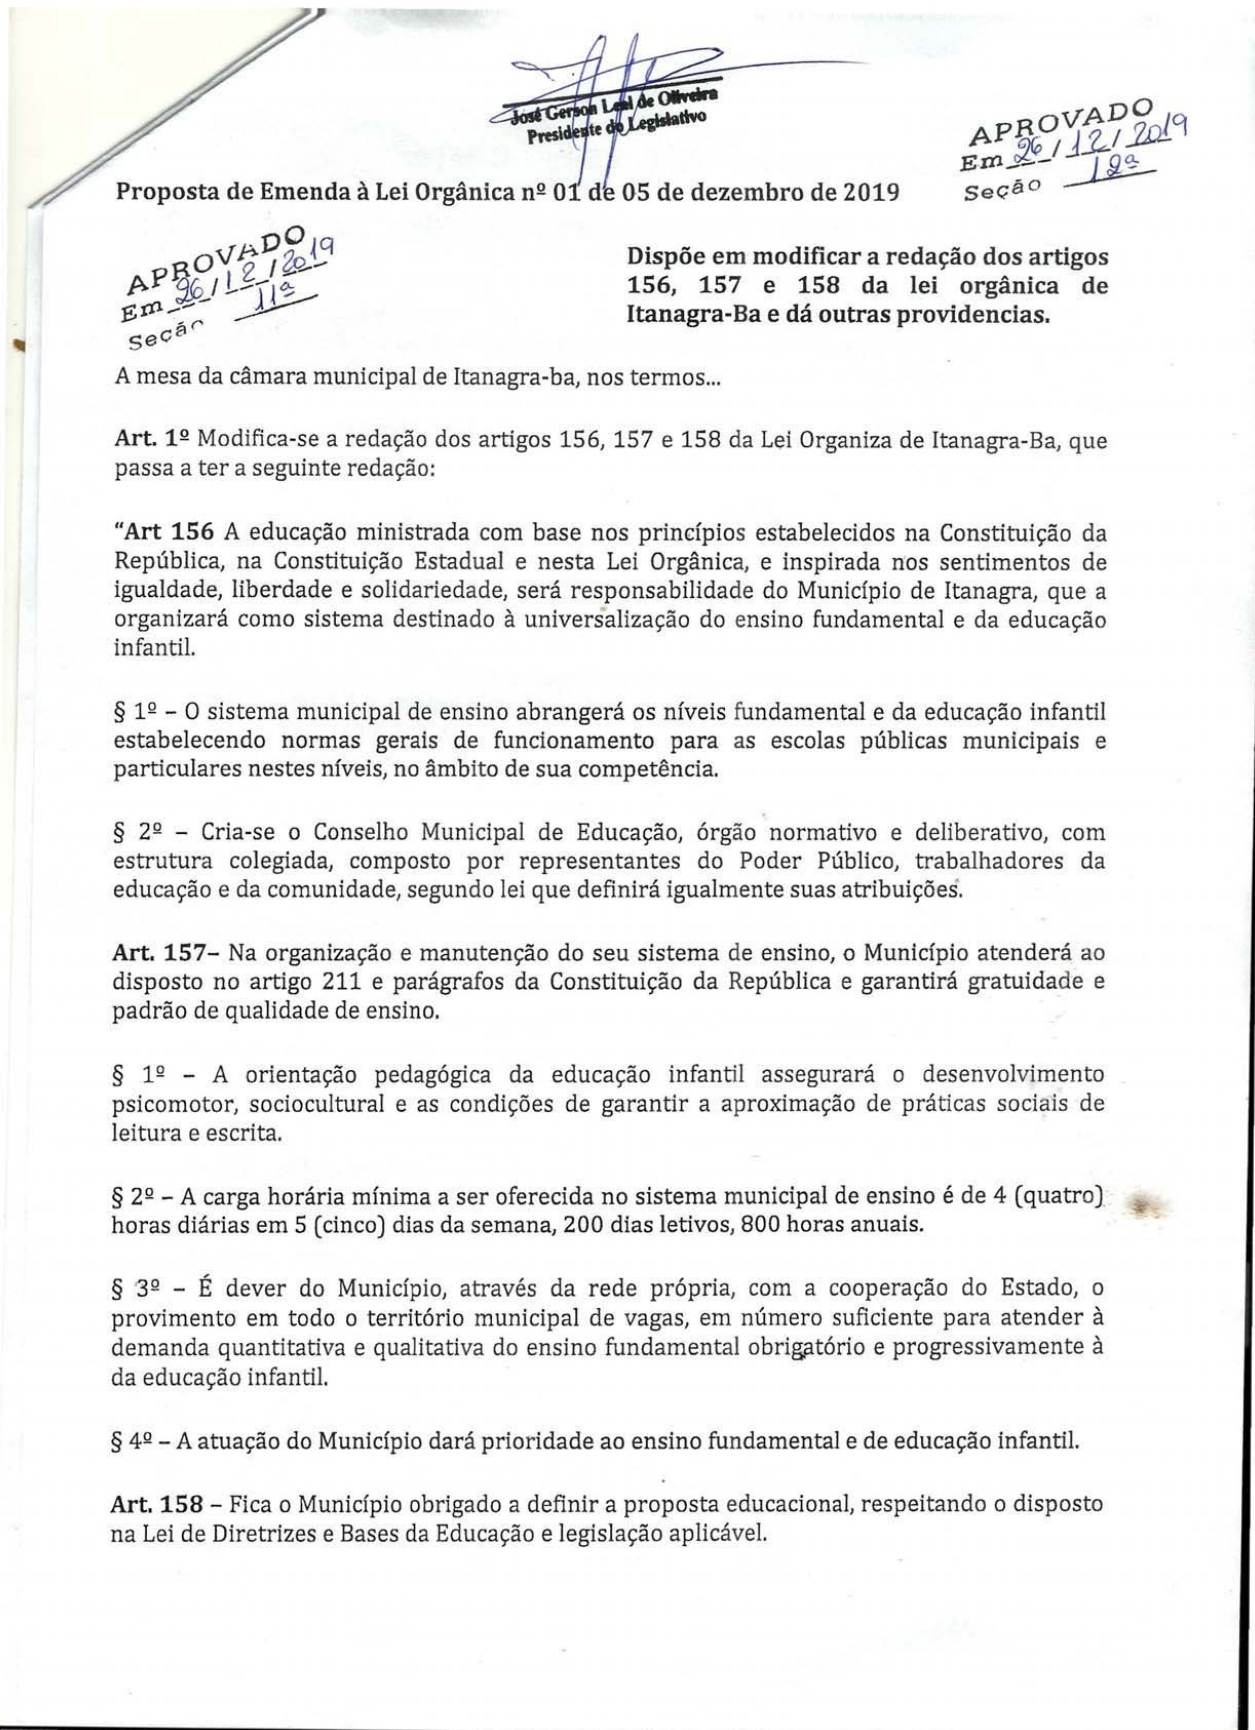 José Gerson Leal de Oliveira
Presidente do Legislativo
APROVADO
Em 26/12/2019
Seção 12ª
Proposta de Emenda à Lei Orgânica nº 01 de 05 de dezembro de 2019
APROVADO
Em 26/12/2019
Seção 11ª
Dispõe em modificar a redação dos artigos
156, 157 e 158 da lei orgânica de
Itanagra-Ba e dá outras providencias.
A mesa da câmara municipal de Itanagra-ba, nos termos...
Art. 1º Modifica-se a redação dos artigos 156, 157 e 158 da Lei Organiza de Itanagra-Ba, que
passa a ter a seguinte redação:
“Art 156 A educação ministrada com base nos princípios estabelecidos na Constituição da
República, na Constituição Estadual e nesta Lei Orgânica, e inspirada nos sentimentos de
igualdade, liberdade e solidariedade, será responsabilidade do Município de Itanagra, que a
organizará como sistema destinado à universalização do ensino fundamental e da educação
infantil.
§ 1º – O sistema municipal de ensino abrangerá os níveis fundamental e da educação infantil
estabelecendo normas gerais de funcionamento para as escolas públicas municipais e
particulares nestes níveis, no âmbito de sua competência.
§ 2º – Cria-se o Conselho Municipal de Educação, órgão normativo e deliberativo, com
estrutura colegiada, composto por representantes do Poder Público, trabalhadores da
educação e da comunidade, segundo lei que definirá igualmente suas atribuições.
Art. 157– Na organização e manutenção do seu sistema de ensino, o Município atenderá ao
disposto no artigo 211 e parágrafos da Constituição da República e garantirá gratuidade e
padrão de qualidade de ensino.
§ 1º – A orientação pedagógica da educação infantil assegurará o desenvolvimento
psicomotor, sociocultural e as condições de garantir a aproximação de práticas sociais de
leitura e escrita.
§ 2º – A carga horária mínima a ser oferecida no sistema municipal de ensino é de 4 (quatro)
horas diárias em 5 (cinco) dias da semana, 200 dias letivos, 800 horas anuais.
§ 3º – É dever do Município, através da rede própria, com a cooperação do Estado, o
provimento em todo o território municipal de vagas, em número suficiente para atender à
demanda quantitativa e qualitativa do ensino fundamental obrigatório e progressivamente à
da educação infantil.
§ 4º – A atuação do Município dará prioridade ao ensino fundamental e de educação infantil.
Art. 158 – Fica o Município obrigado a definir a proposta educacional, respeitando o disposto
na Lei de Diretrizes e Bases da Educação e legislação aplicável.